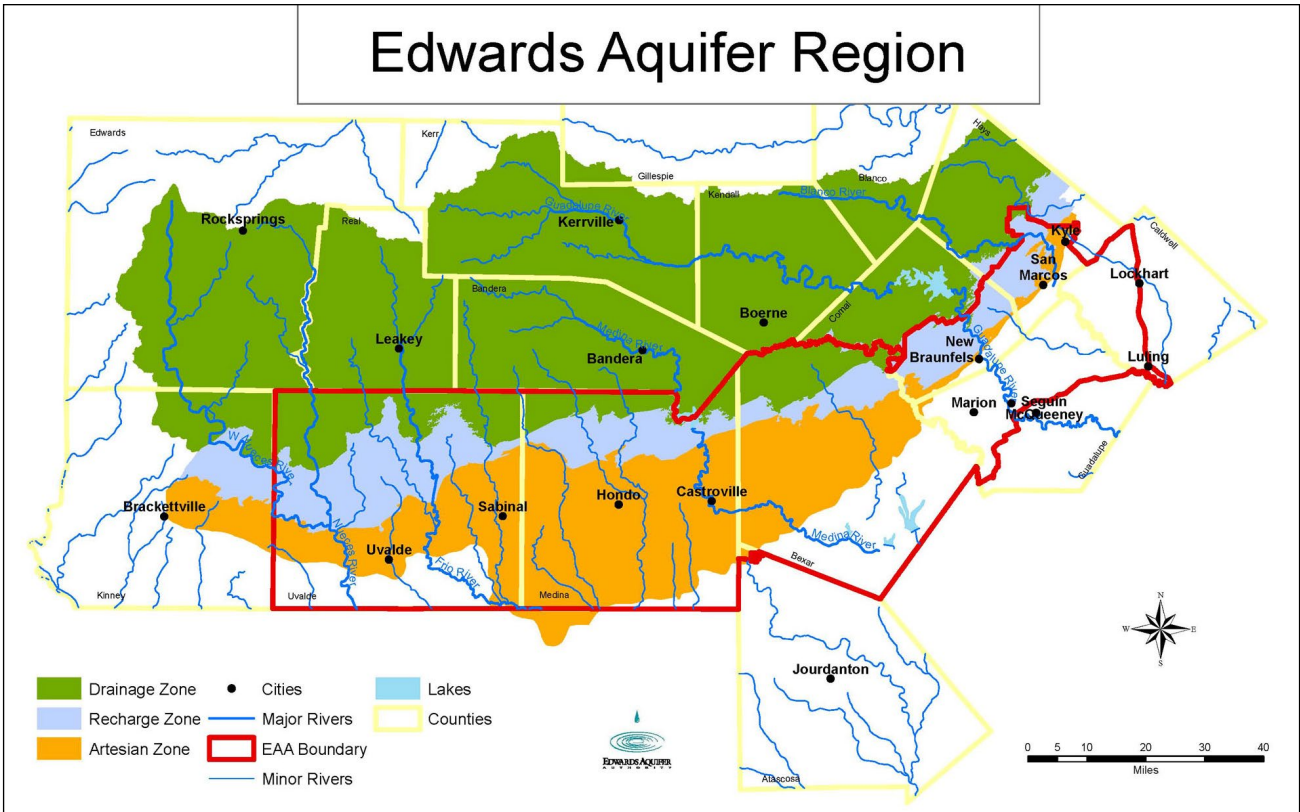 Edwards Aquifer Region
Edwards
Kerr
Gillespie
Hays
Blanco
Kendall
Real
Blanco River
Guadalupe River
Rocksprings
Kerrville
Kyle
Caldwell
San
Marcos
Lockhart
Bandera
Boerne
Comal
Leakey
Medina River
Bandera
New
Braunfels
Guadalupe River
Luling
Marion
Seguin
McQueeney
Guadalupe
W Nueces River
Brackettville
Sabinal
Hondo
Castroville
Uvalde
Nueces River
Frio River
Medina River
Bexar
Kinney
Uvalde
Medina
N
W
E
S
Jourdanton
Atascosa
Drainage Zone
Cities
Lakes
Recharge Zone
Major Rivers
Counties
Artesian Zone
EAA Boundary
Minor Rivers
EDWARDS AQUIFER
AUTHORITY
0 5 10 20 30 40
Miles